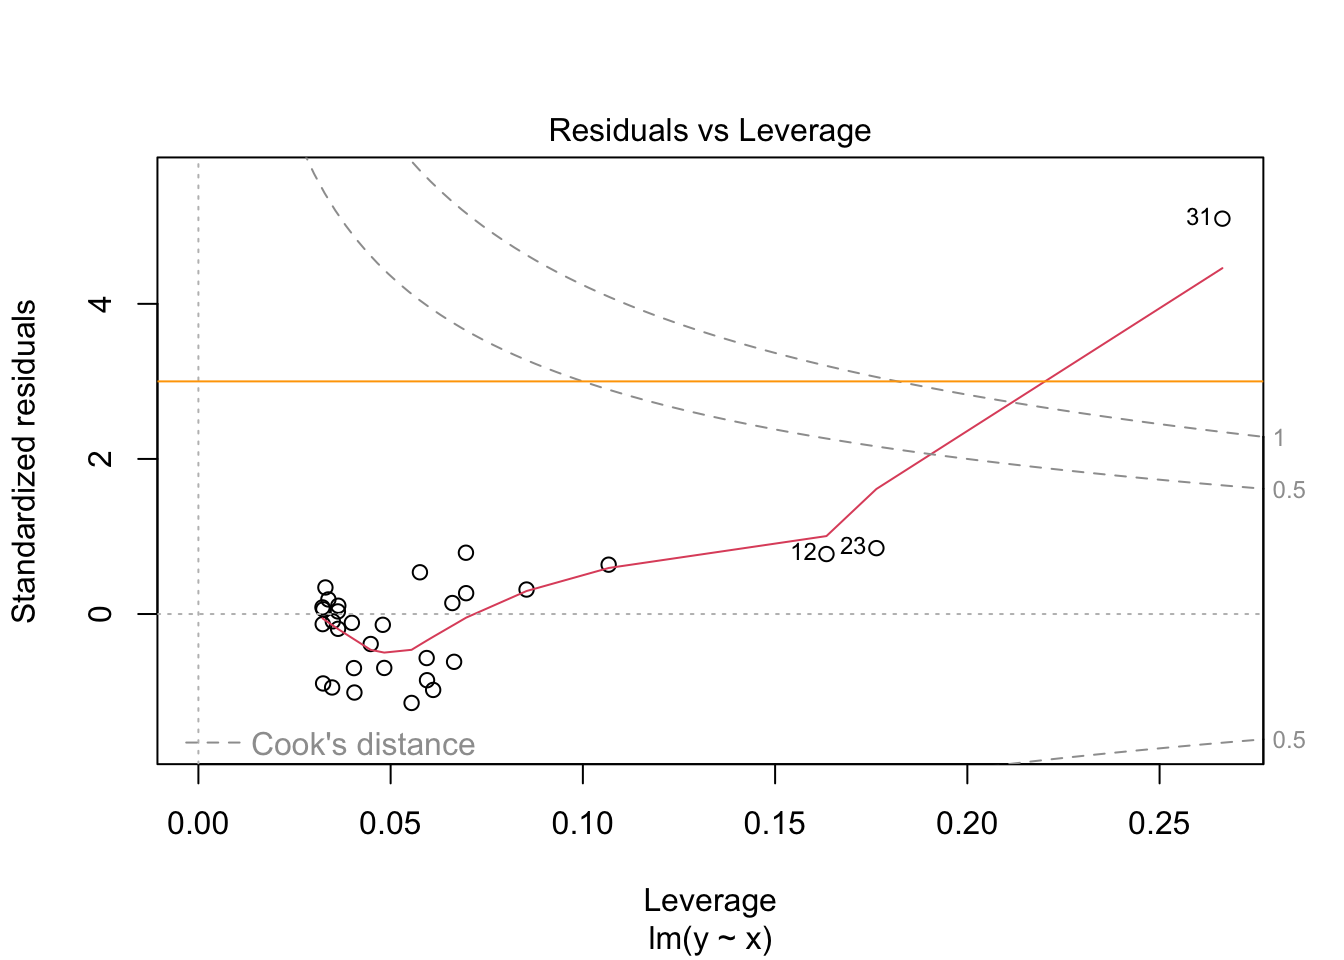 Residuals vs Leverage
Standardized residuals
4
2
0
31
12
23
1
0.5
0.5
Cook's distance
0.00 0.05 0.10 0.15 0.20 0.25
Leverage
lm(y ~ x)